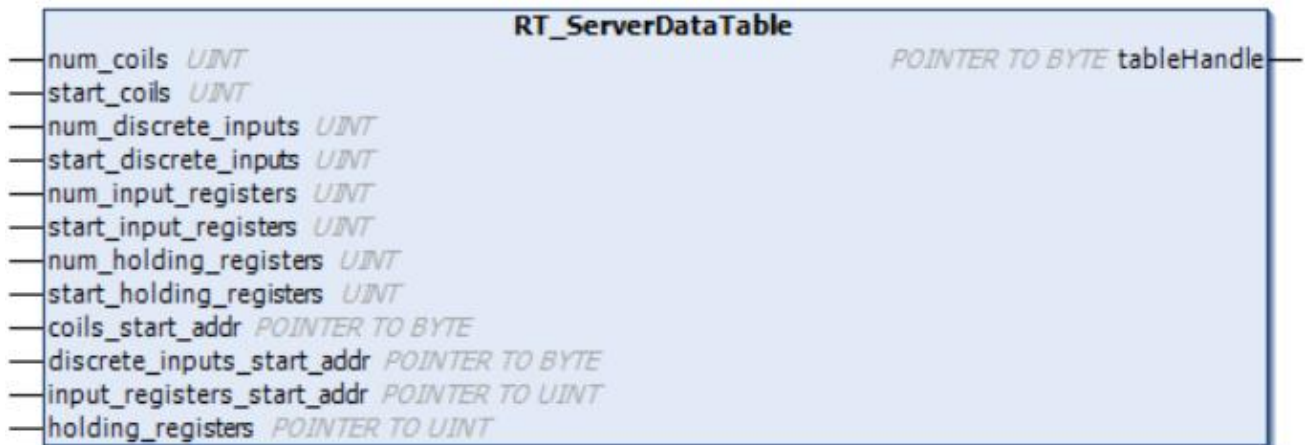 RT_ServerDataTable
num_coils UINT POINTER TO BYTE tableHandle
start_coils UINT
num_discrete_inputs UINT
start_discrete_inputs UINT
num_input_registers UINT
start_input_registers UINT
num_holding_registers UINT
start_holding_registers UINT
coils_start_addr POINTER TO BYTE
discrete_inputs_start_addr POINTER TO BYTE
input_registers_start_addr POINTER TO UINT
holding_registers POINTER TO UINT